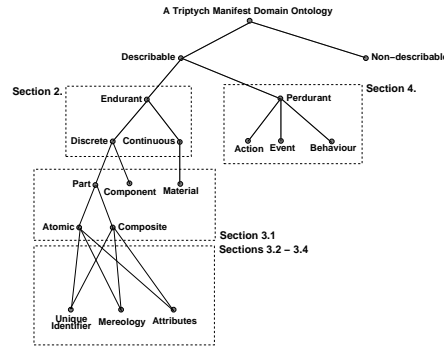 A Triptych Manifest Domain Ontology
Describable
Non−describable
Section 2.
Endurant
Perdurant
Section 4.
Discrete
Continuous
Action
Event
Behaviour
Part
Component
Material
Atomic
Composite
Section 3.1
Sections 3.2 − 3.4
Unique
Identifier
Mereology
Attributes